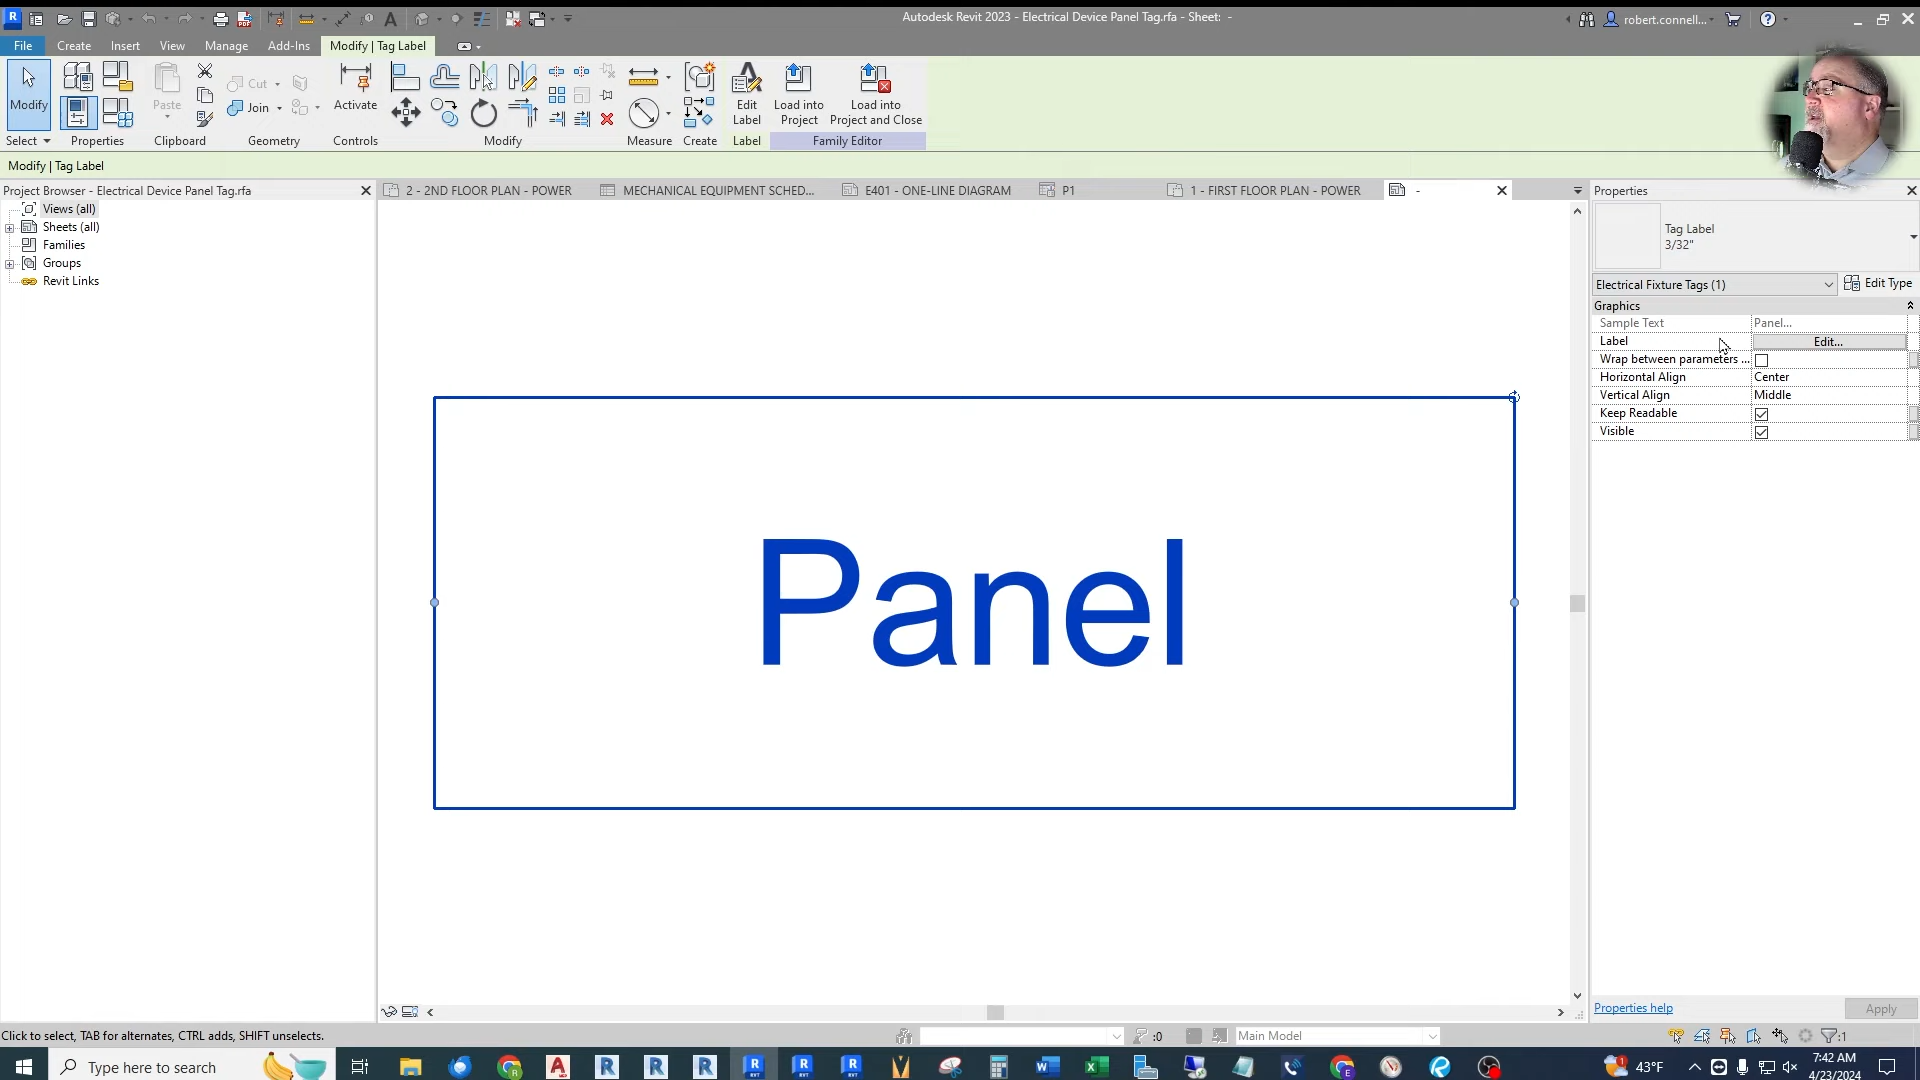 Autodesk Revit 2023 - Electrical Device Panel Tag.rfa - Sheet: -
robert.connell...
File Create Insert View Manage Add-Ins Modify | Tag Label
Modify
Select
Properties
Paste
Clipboard
Cut
Join
Geometry
Activate
Controls
Modify
Measure
Create
Edit Label
Label
Load into Project
Load into Project and Close
Family Editor
Modify | Tag Label
Project Browser - Electrical Device Panel Tag.rfa
Views (all)
Sheets (all)
Families
Groups
Revit Links
2 - 2ND FLOOR PLAN - POWER
MECHANICAL EQUIPMENT SCHED...
E401 - ONE-LINE DIAGRAM
P1
1 - FIRST FLOOR PLAN - POWER
-
Panel
Properties
Tag Label
3/32"
Electrical Fixture Tags (1)
Edit Type
Graphics
Sample Text Panel...
Label Edit...
Wrap between parameters ...
Horizontal Align Center
Vertical Align Middle
Keep Readable
Visible
Properties help
Apply
Click to select, TAB for alternates, CTRL adds, SHIFT unselects.
:0
Main Model
:1
Type here to search
43°F
7:42 AM
4/23/2024